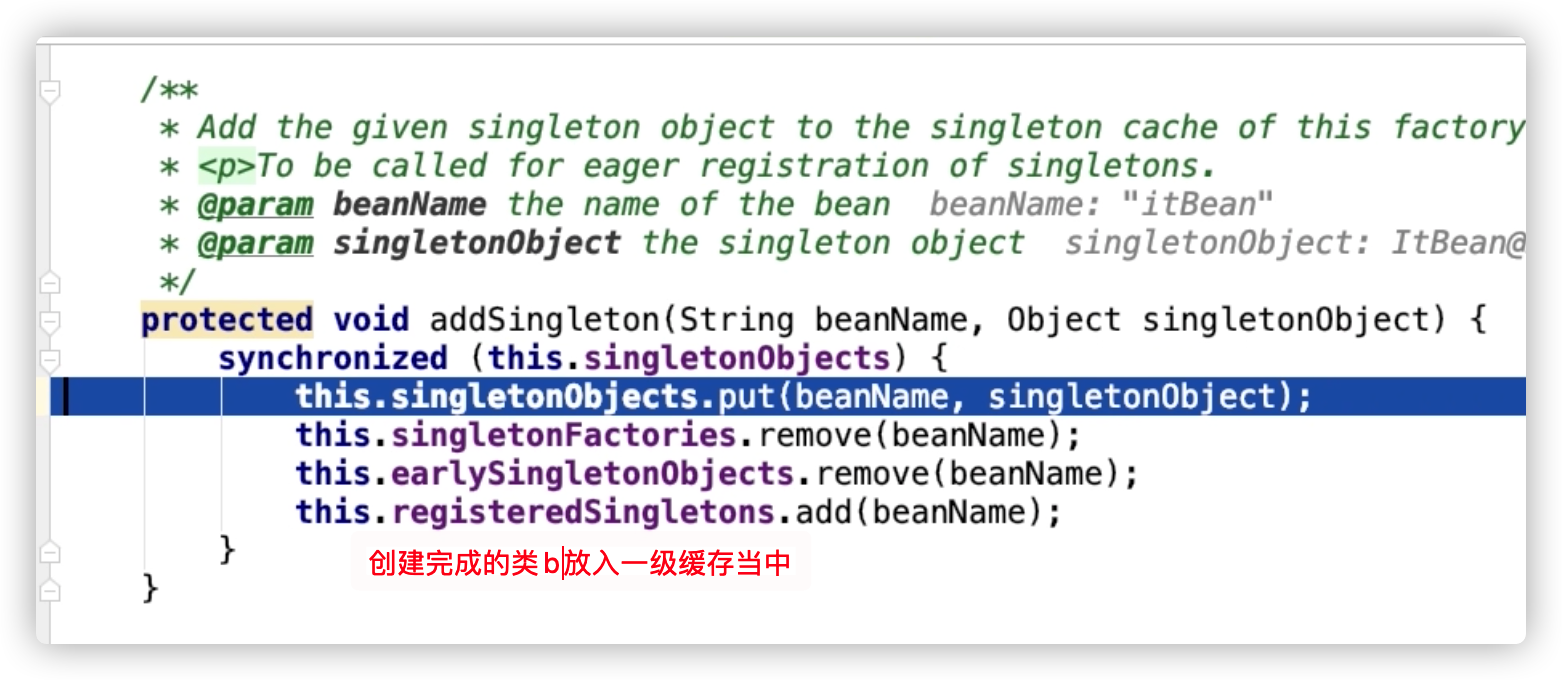 /**
* Add the given singleton object to the singleton cache of this factory
* <p>To be called for eager registration of singletons.
* @param beanName the name of the bean beanName: "itBean"
* @param singletonObject the singleton object singletonObject: ItBean@
*/
protected void addSingleton(String beanName, Object singletonObject) {
synchronized (this.singletonObjects) {
this.singletonObjects.put(beanName, singletonObject);
this.singletonFactories.remove(beanName);
this.earlySingletonObjects.remove(beanName);
this.registeredSingletons.add(beanName);
}
创建完成的类b放入一级缓存当中
}